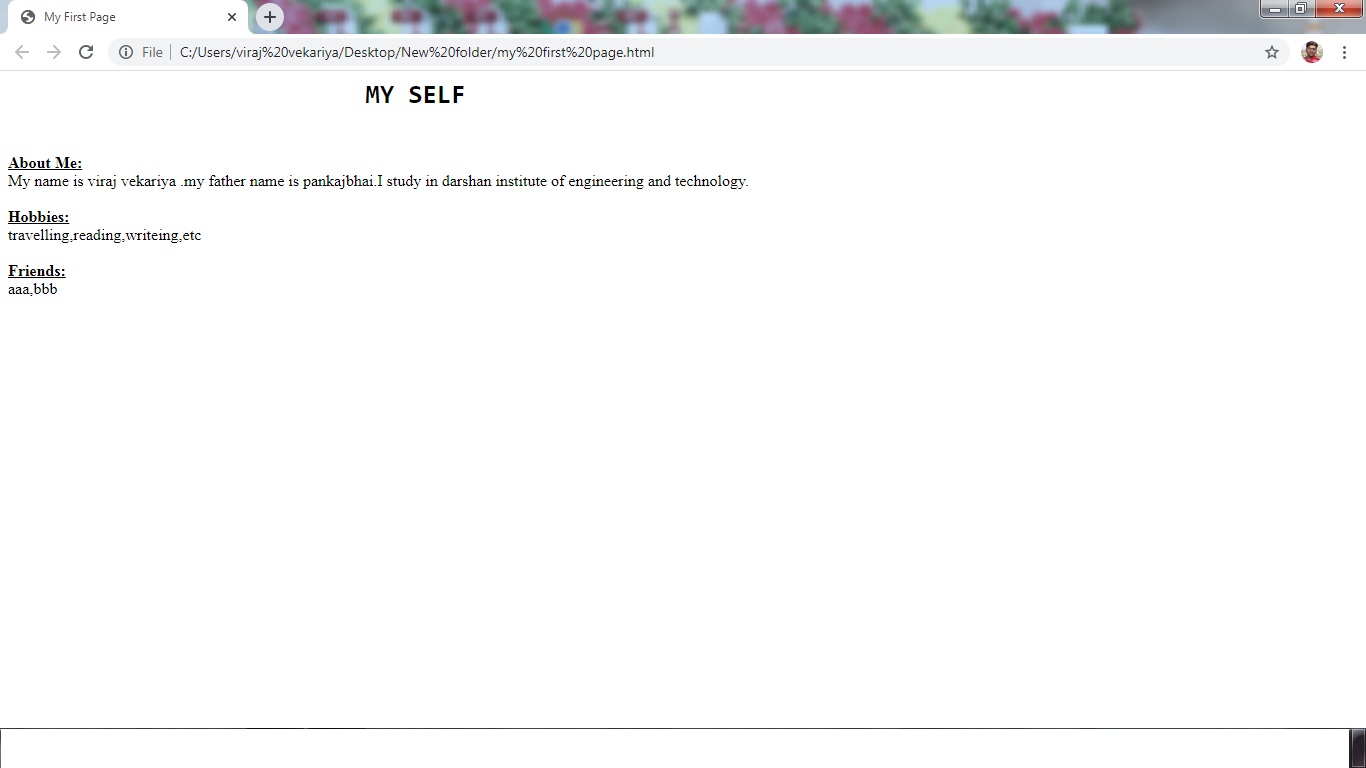 My First Page
File C:/Users/viraj%20vekariya/Desktop/New%20folder/my%20first%20page.html
MY SELF
About Me:
My name is viraj vekariya .my father name is pankajbhai.I study in darshan institute of engineering and technology.
Hobbies:
travelling,reading,writeing,etc
Friends:
aaa,bbb